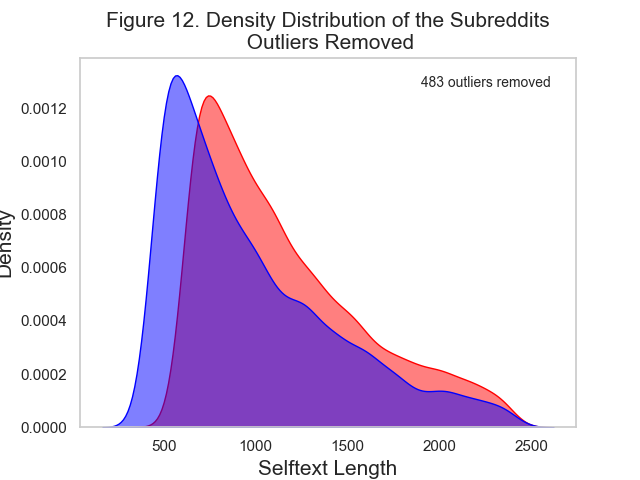 Figure 12. Density Distribution of the Subreddits
Outliers Removed
483 outliers removed
0.0012
0.0010
0.0008
0.0006
0.0004
0.0002
0.0000
Density
500 1000 1500 2000 2500
Selftext Length